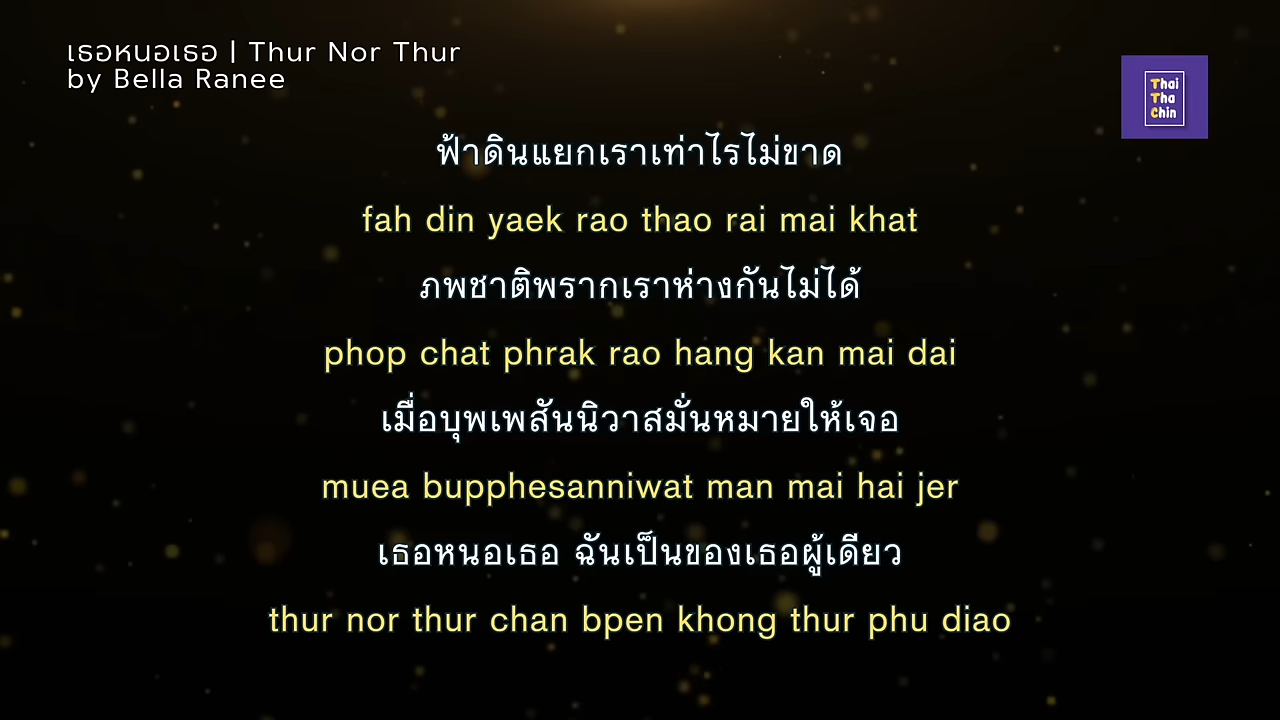 เธอหนอเธอ | Thur Nor Thur
by Bella Ranee
Thai
Tha
Chin
ฟ้าดินแยกเราเท่าไรไม่ขาด
fah din yaek rao thao rai mai khat
ภพชาติพรากเราห่างกันไม่ได้
phop chat phrak rao hang kan mai dai
เมื่อบุพเพสันนิวาสมั่นหมายให้เจอ
muea bupphesanniwat man mai hai jer
เธอหนอเธอ ฉันเป็นของเธอผู้เดียว
thur nor thur chan bpen khong thur phu diao